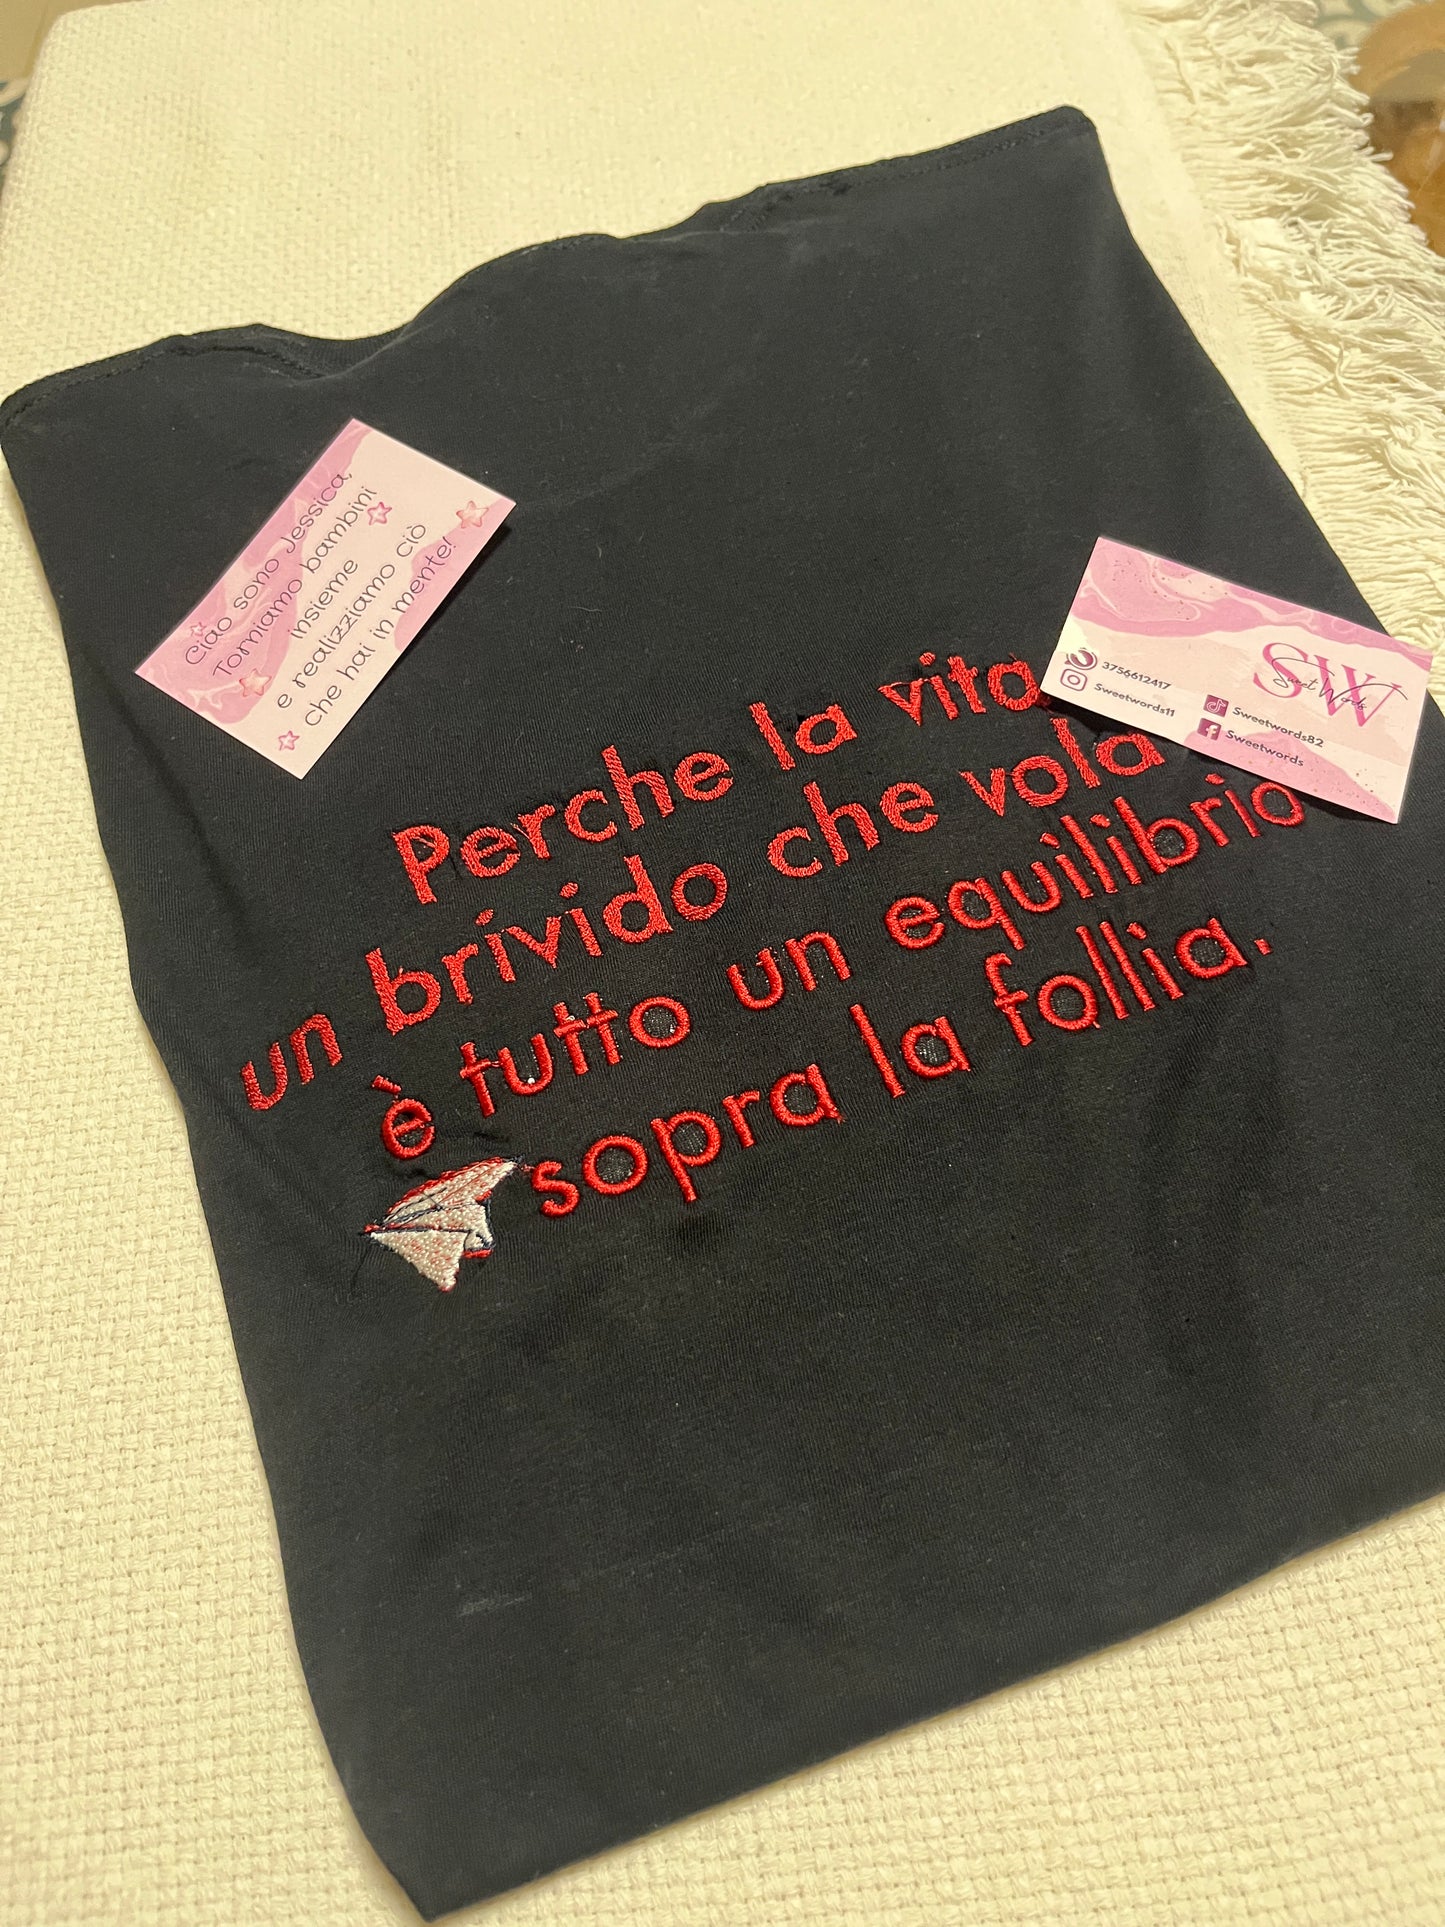 Ciao sono Jessica,
Torniamo bambini
insieme
e realizziamo ciò
che hai in mente!
SW
Sweet Words
3756612417
Sweetwords11
Sweetwords82
Sweetwords
Perche la vita
un brivido che vola
è tutto un equilibrio
sopra la follia.